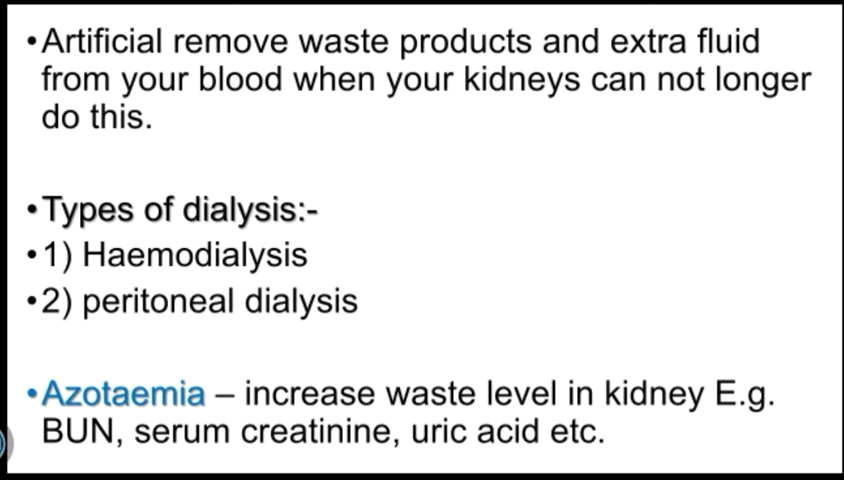 •Artificial remove waste products and extra fluid
from your blood when your kidneys can not longer
do this.
•Types of dialysis:-
•1) Haemodialysis
•2) peritoneal dialysis
•Azotaemia – increase waste level in kidney E.g.
BUN, serum creatinine, uric acid etc.